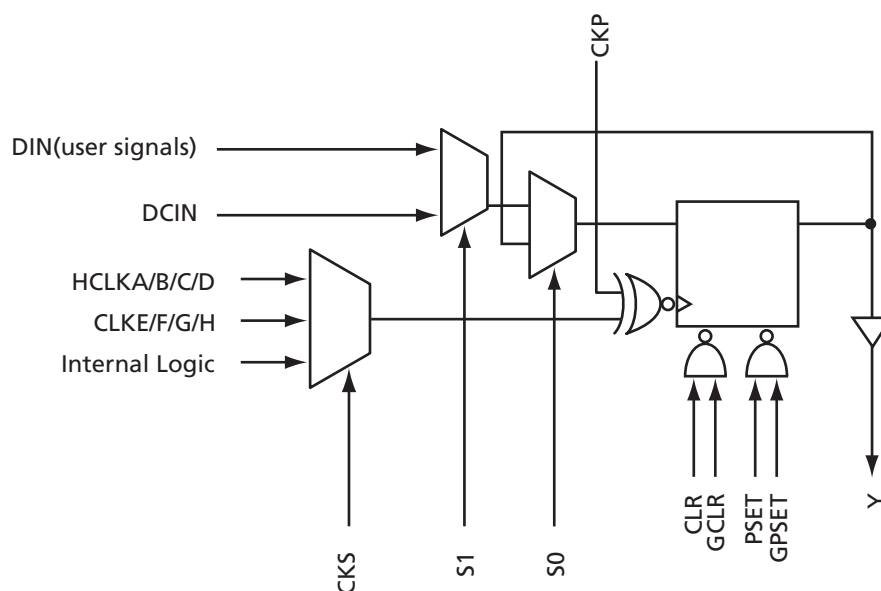 CKP
DIN(user signals)
DCIN
HCLKA/B/C/D
CLKE/F/G/H
Internal Logic
CKS
S1
S0
CLR
GCLR
PSET
GPSET
Y